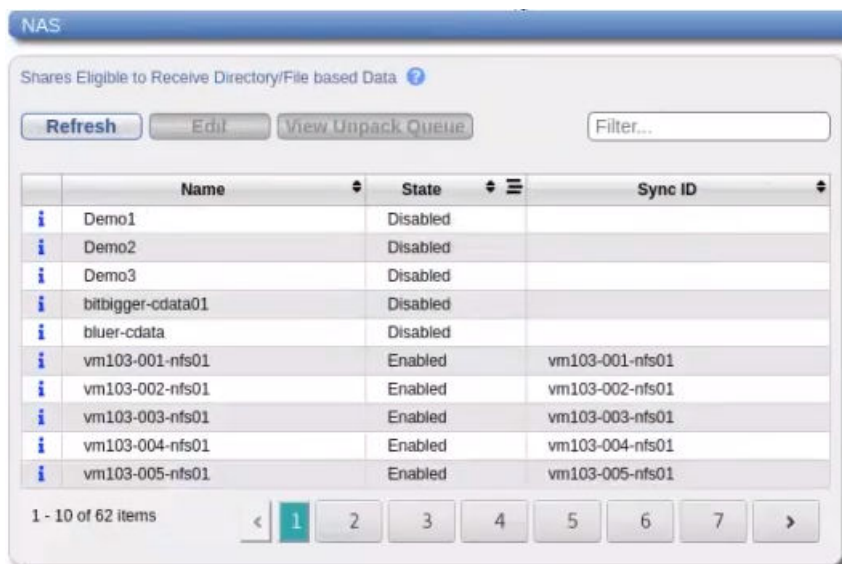 NAS
Shares Eligible to Receive Directory/File based Data ?
Refresh Edit View Unpack Queue Filter...
Name State Sync ID
i Demo1 Disabled
i Demo2 Disabled
i Demo3 Disabled
i bitbigger-cdata01 Disabled
i bluer-cdata Disabled
i vm103-001-nfs01 Enabled vm103-001-nfs01
i vm103-002-nfs01 Enabled vm103-002-nfs01
i vm103-003-nfs01 Enabled vm103-003-nfs01
i vm103-004-nfs01 Enabled vm103-004-nfs01
i vm103-005-nfs01 Enabled vm103-005-nfs01
1 - 10 of 62 items < 1 2 3 4 5 6 7 >